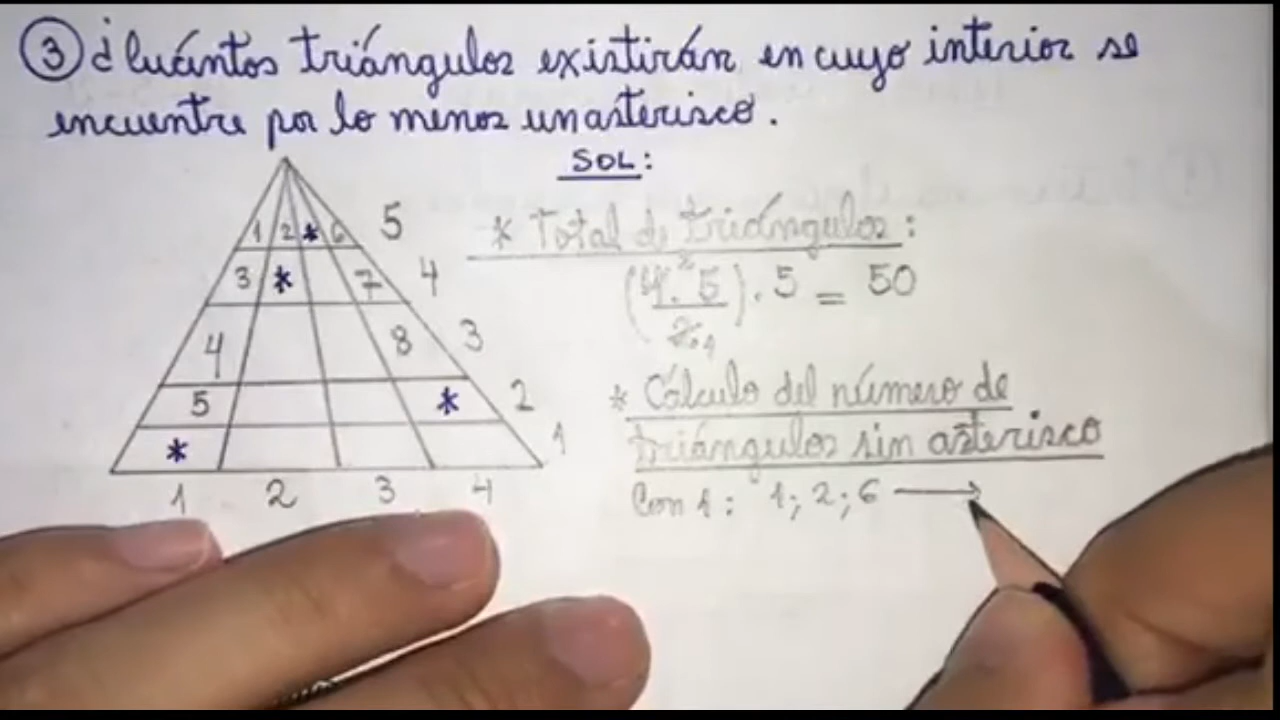 ③ ¿Cuántos triángulos existirán en cuyo interior se
encuentre por lo menos un asterisco.
SOL:
1 2 * 6 5
3 * 7 4
4 8 3
5 * 2
* 1
1 2 3 4
* Total de triángulos:
(4.5/2).5 = 50
2 1
* Cálculo del número de
triángulos sin asterisco
Con 1: 1; 2; 6 →